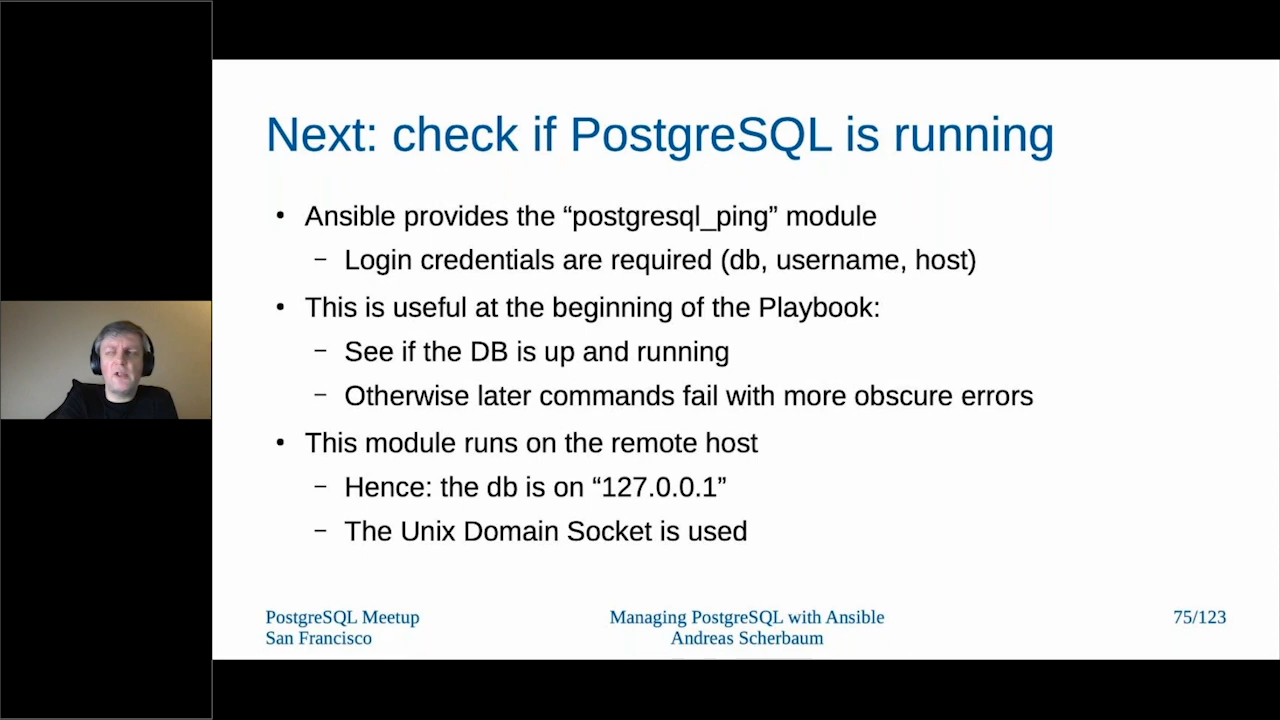 Next: check if PostgreSQL is running
• Ansible provides the “postgresql_ping” module
– Login credentials are required (db, username, host)
• This is useful at the beginning of the Playbook:
– See if the DB is up and running
– Otherwise later commands fail with more obscure errors
• This module runs on the remote host
– Hence: the db is on “127.0.0.1”
– The Unix Domain Socket is used
PostgreSQL Meetup
San Francisco
Managing PostgreSQL with Ansible
Andreas Scherbaum
75/123